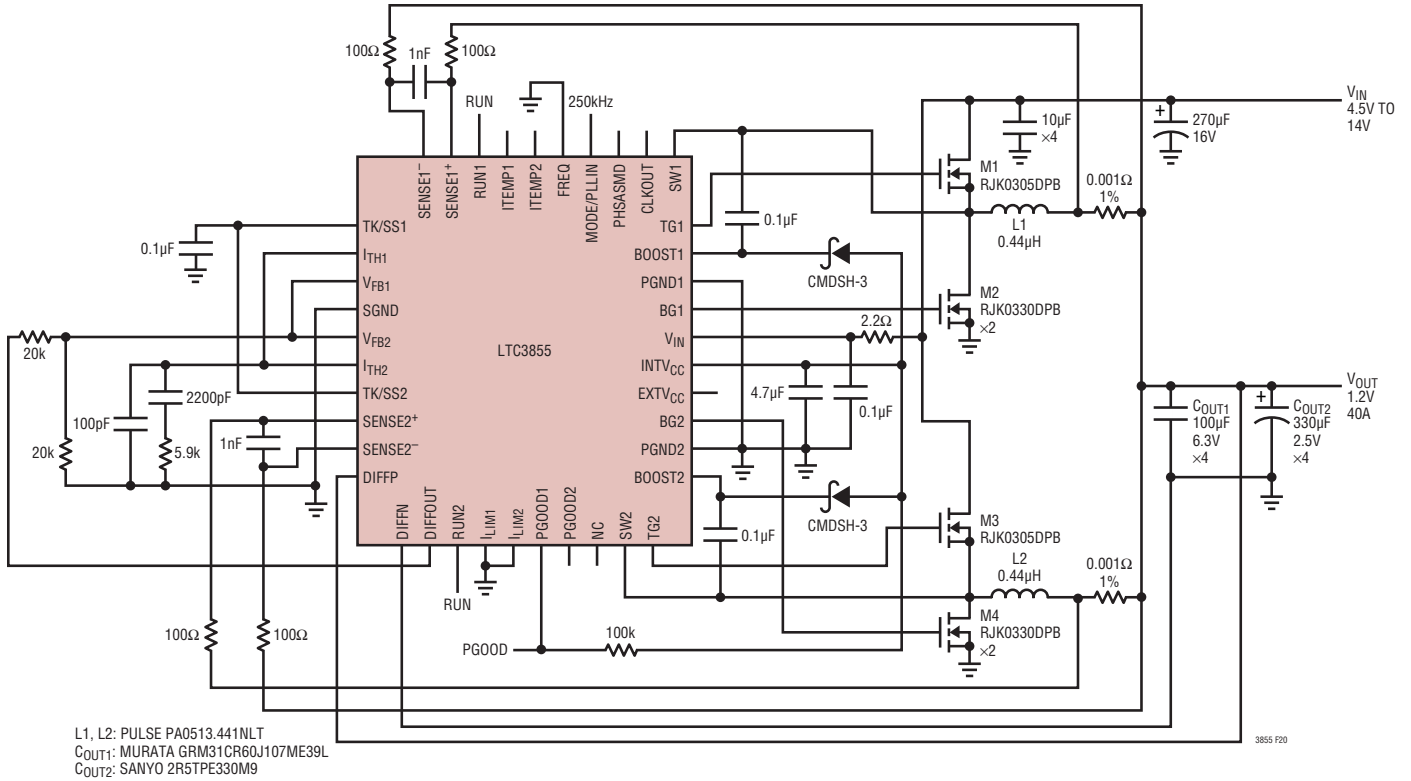 100Ω
1nF
100Ω
RUN
250kHz
V_IN
4.5V TO
14V
10µF
×4
+
270µF
16V
SENSE1⁻
SENSE1⁺
RUN1
ITEMP1
ITEMP2
FREQ
MODE/PLLIN
PHSASMD
CLKOUT
SW1
M1
RJK0305DPB
0.001Ω
1%
L1
0.44µH
0.1µF
TK/SS1
I_TH1
V_FB1
SGND
V_FB2
I_TH2
TK/SS2
SENSE2⁺
SENSE2⁻
DIFFP
LTC3855
TG1
BOOST1
PGND1
BG1
V_IN
INTV_CC
EXTV_CC
BG2
PGND2
BOOST2
0.1µF
CMDSH-3
M2
RJK0330DPB
×2
2.2Ω
20k
4.7µF
0.1µF
2200pF
100pF
20k
5.9k
1nF
V_OUT
1.2V
40A
C_OUT1
100µF
6.3V
×4
+
C_OUT2
330µF
2.5V
×4
DIFFN
DIFFOUT
RUN2
I_LIM1
I_LIM2
PGOOD1
PGOOD2
NC
SW2
TG2
0.1µF
CMDSH-3
M3
RJK0305DPB
L2
0.44µH
0.001Ω
1%
RUN
M4
RJK0330DPB
×2
100Ω
100Ω
PGOOD
100k
L1, L2: PULSE PA0513.441NLT
C_OUT1: MURATA GRM31CR60J107ME39L
C_OUT2: SANYO 2R5TPE330M9
3855 F20